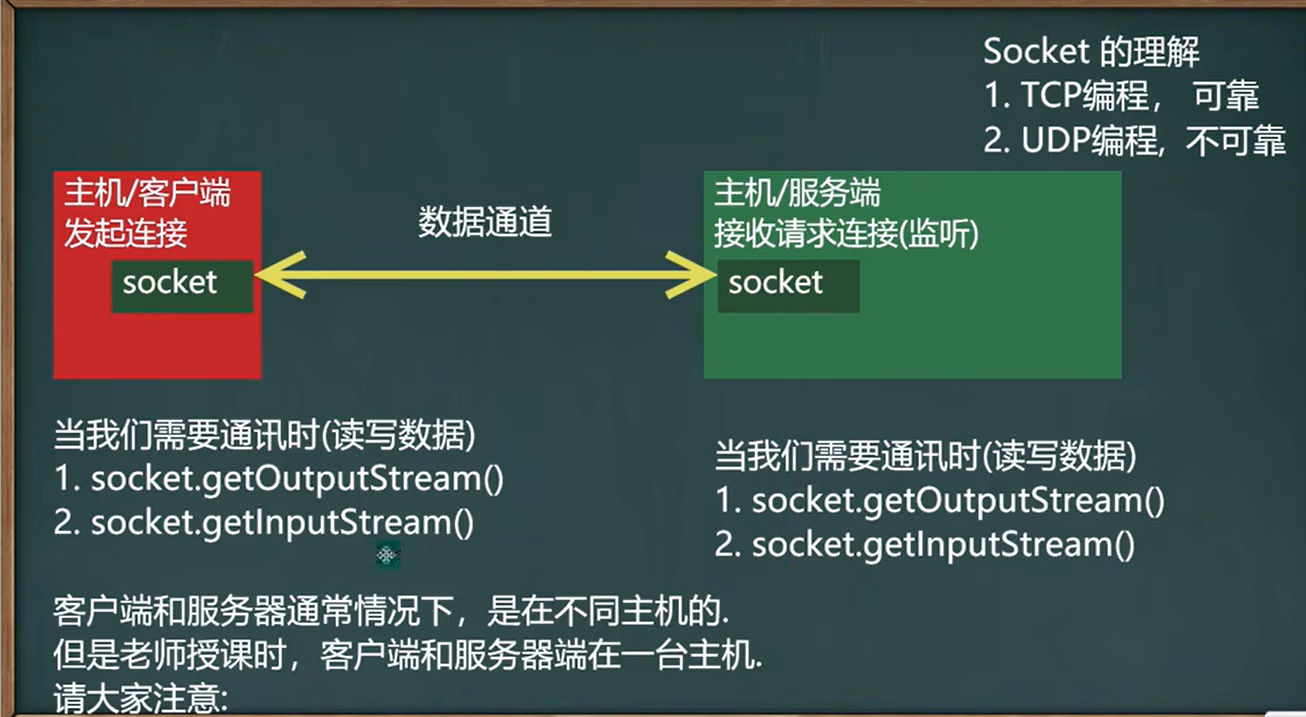 Socket 的理解
1. TCP编程， 可靠
2. UDP编程, 不可靠
主机/客户端
发起连接
socket
数据通道
主机/服务端
接收请求连接(监听)
socket
当我们需要通讯时(读写数据)
1. socket.getOutputStream()
2. socket.getInputStream()
当我们需要通讯时(读写数据)
1. socket.getOutputStream()
2. socket.getInputStream()
客户端和服务器通常情况下，是在不同主机的.
但是老师授课时，客户端和服务器端在一台主机.
请大家注意: